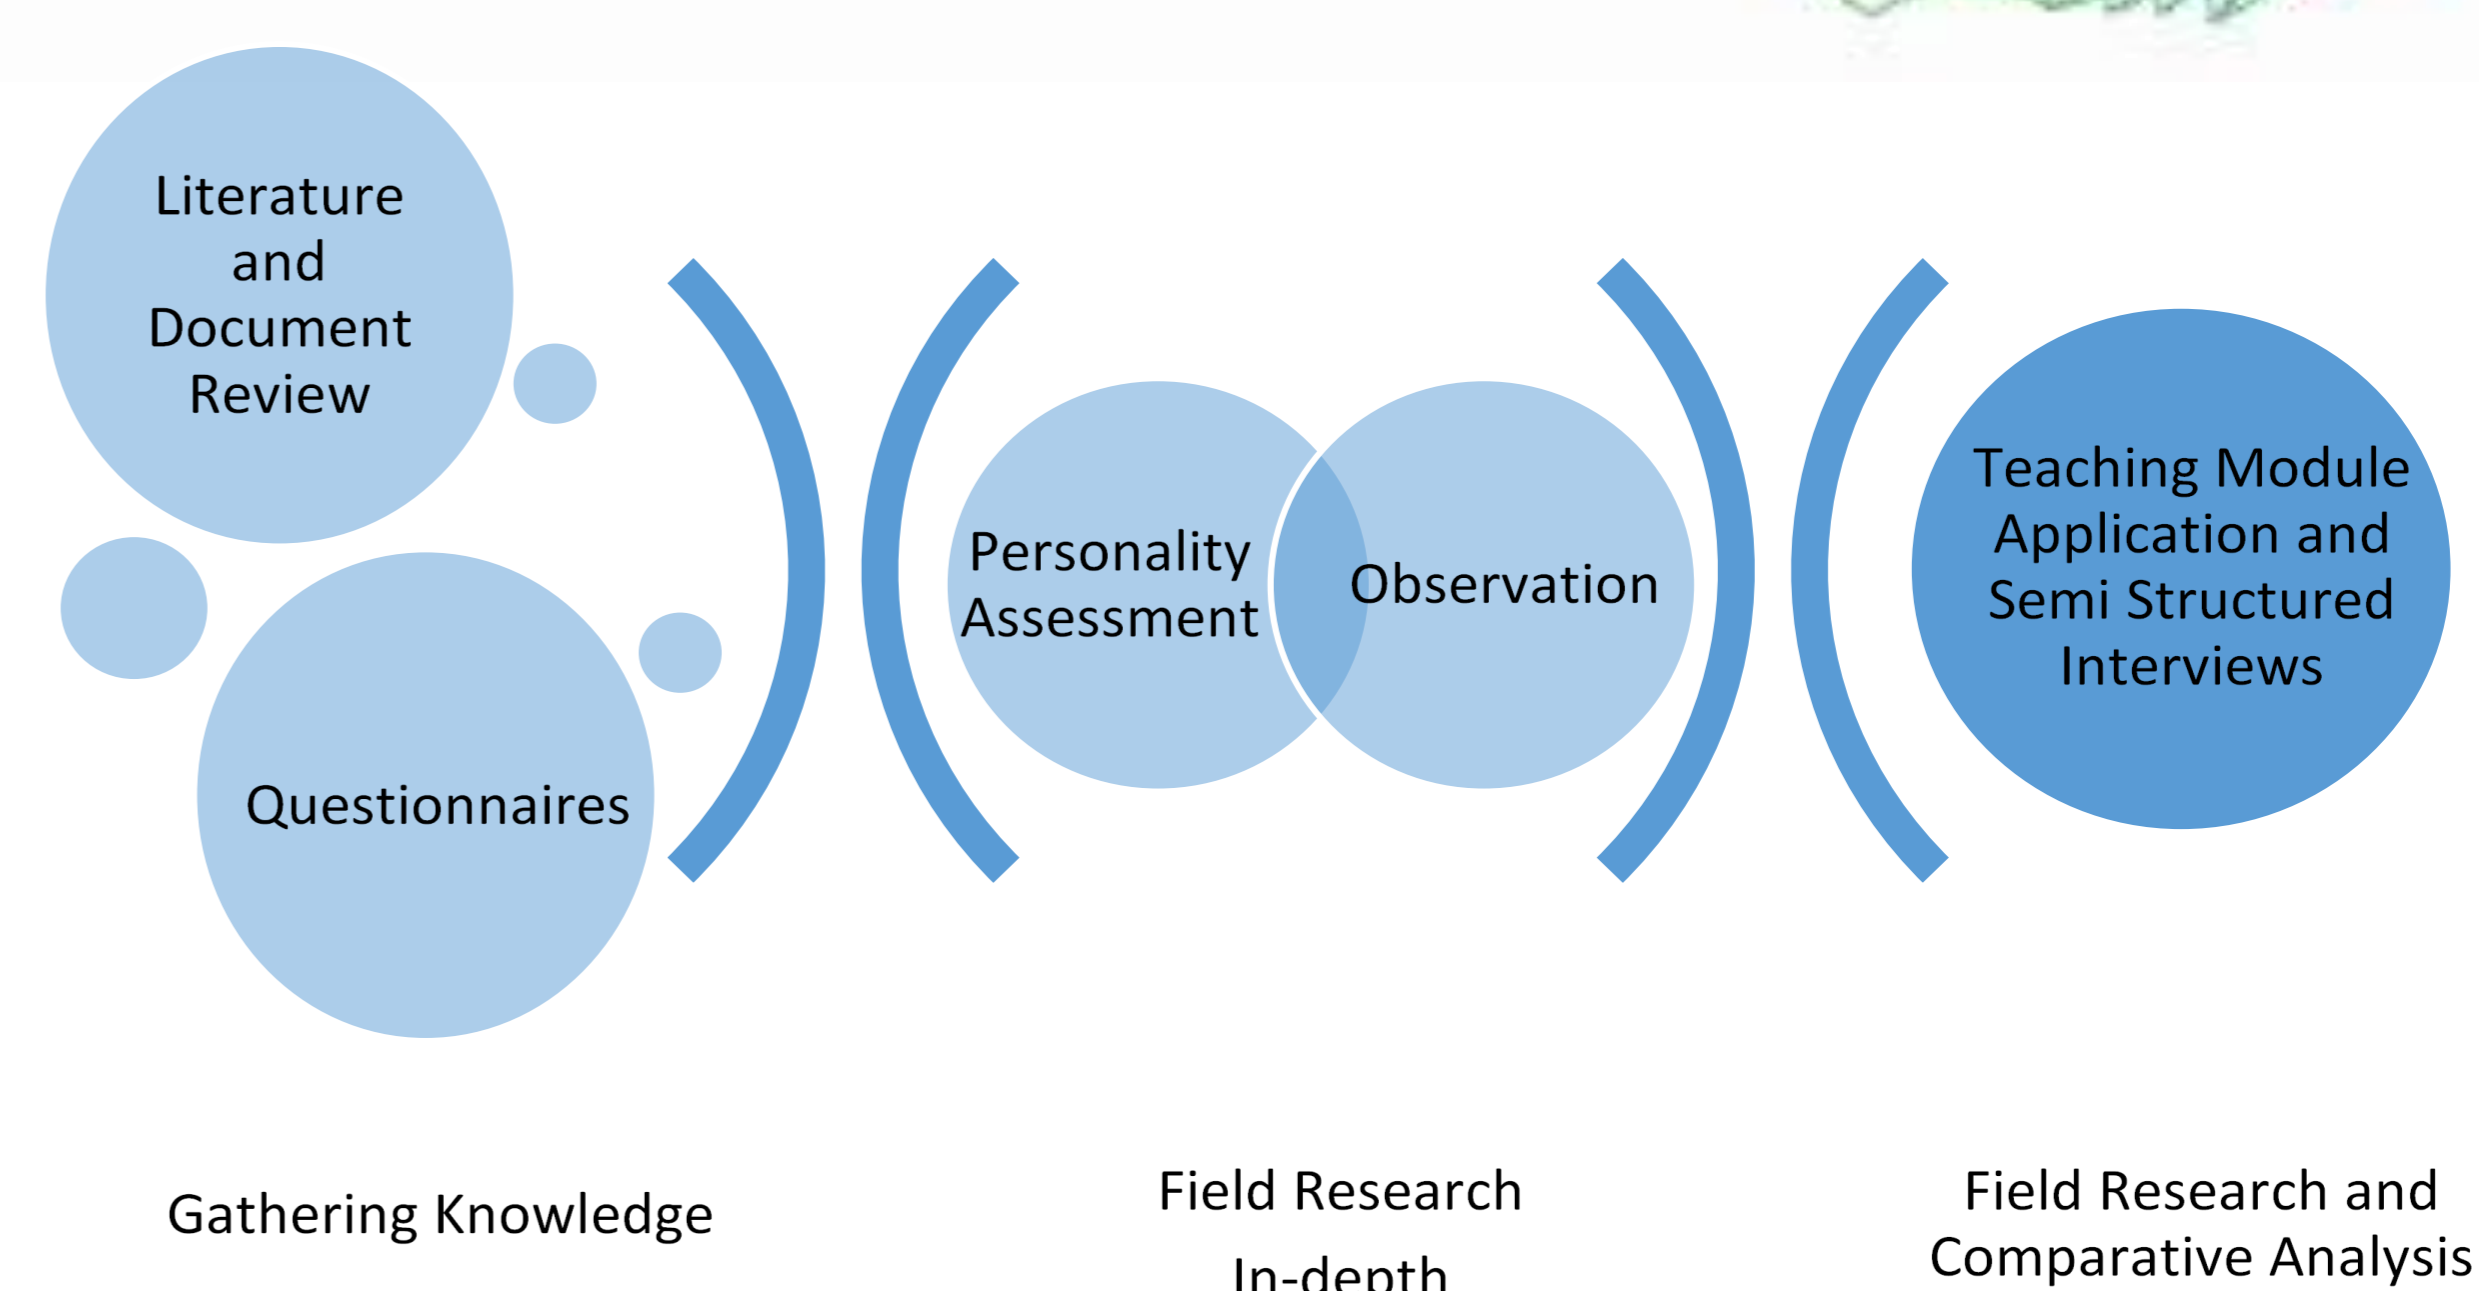 Literature
and
Document
Review
Questionnaires
Personality
Assessment
Observation
Teaching Module
Application and
Semi Structured
Interviews
Gathering Knowledge
Field Research
In-depth
Field Research and
Comparative Analysis